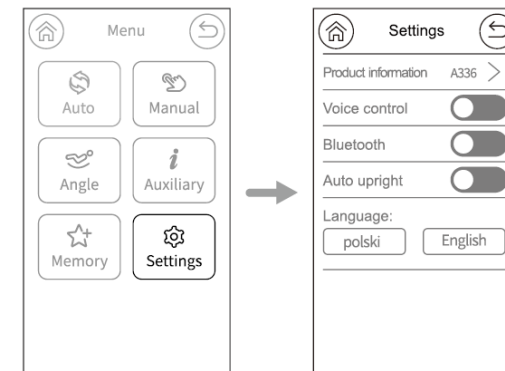 Menu
Auto
Manual
Angle
Auxiliary
Memory
Settings
Settings
Product information A336
Voice control
Bluetooth
Auto upright
Language:
polski English